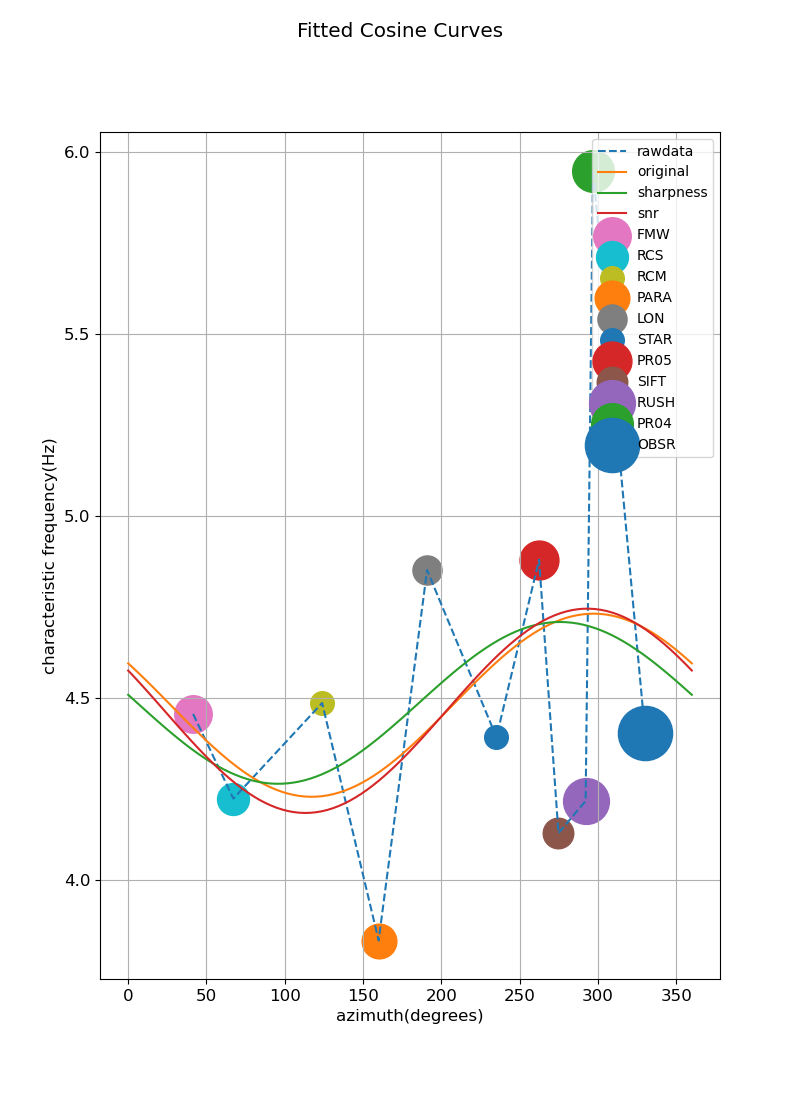 Fitted Cosine Curves
6.0
5.5
5.0
4.5
4.0
characteristic frequency(Hz)
0 50 100 150 200 250 300 350
azimuth(degrees)
rawdata
original
sharpness
snr
FMW
RCS
RCM
PARA
LON
STAR
PR05
SIFT
RUSH
PR04
OBSR